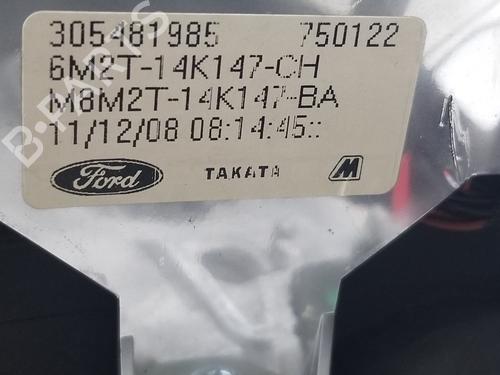 305481985 750122
6M2T-14K147-CH
M8M2T-14K147-BA
11/12/08 08:14:45::
Ford TAKATA M
B-PARTS